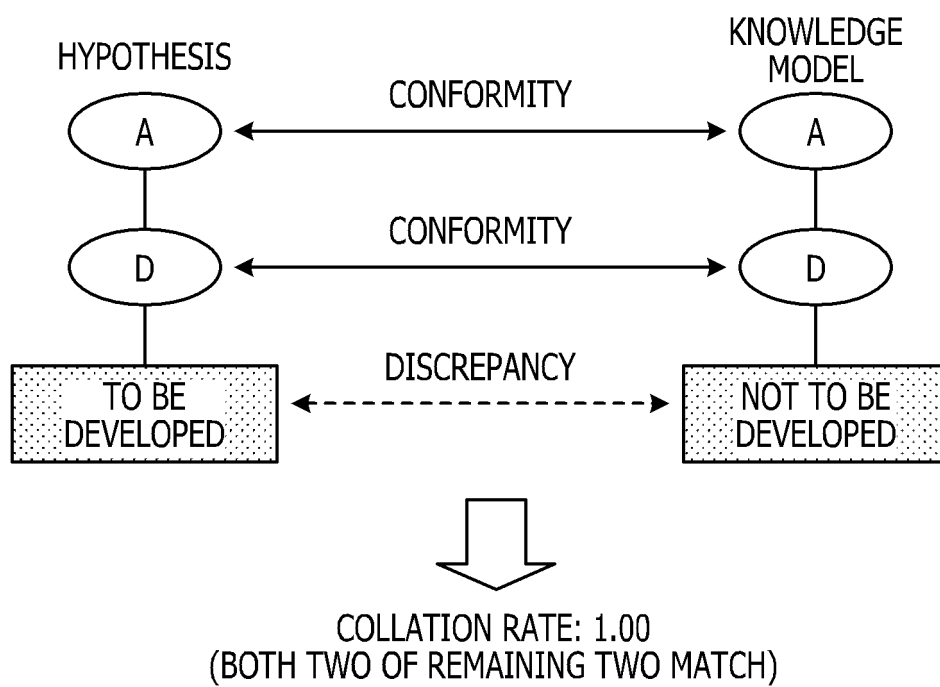 HYPOTHESIS
KNOWLEDGE
MODEL
CONFORMITY
A
A
CONFORMITY
D
D
DISCREPANCY
TO BE
DEVELOPED
NOT TO BE
DEVELOPED
COLLATION RATE: 1.00
(BOTH TWO OF REMAINING TWO MATCH)